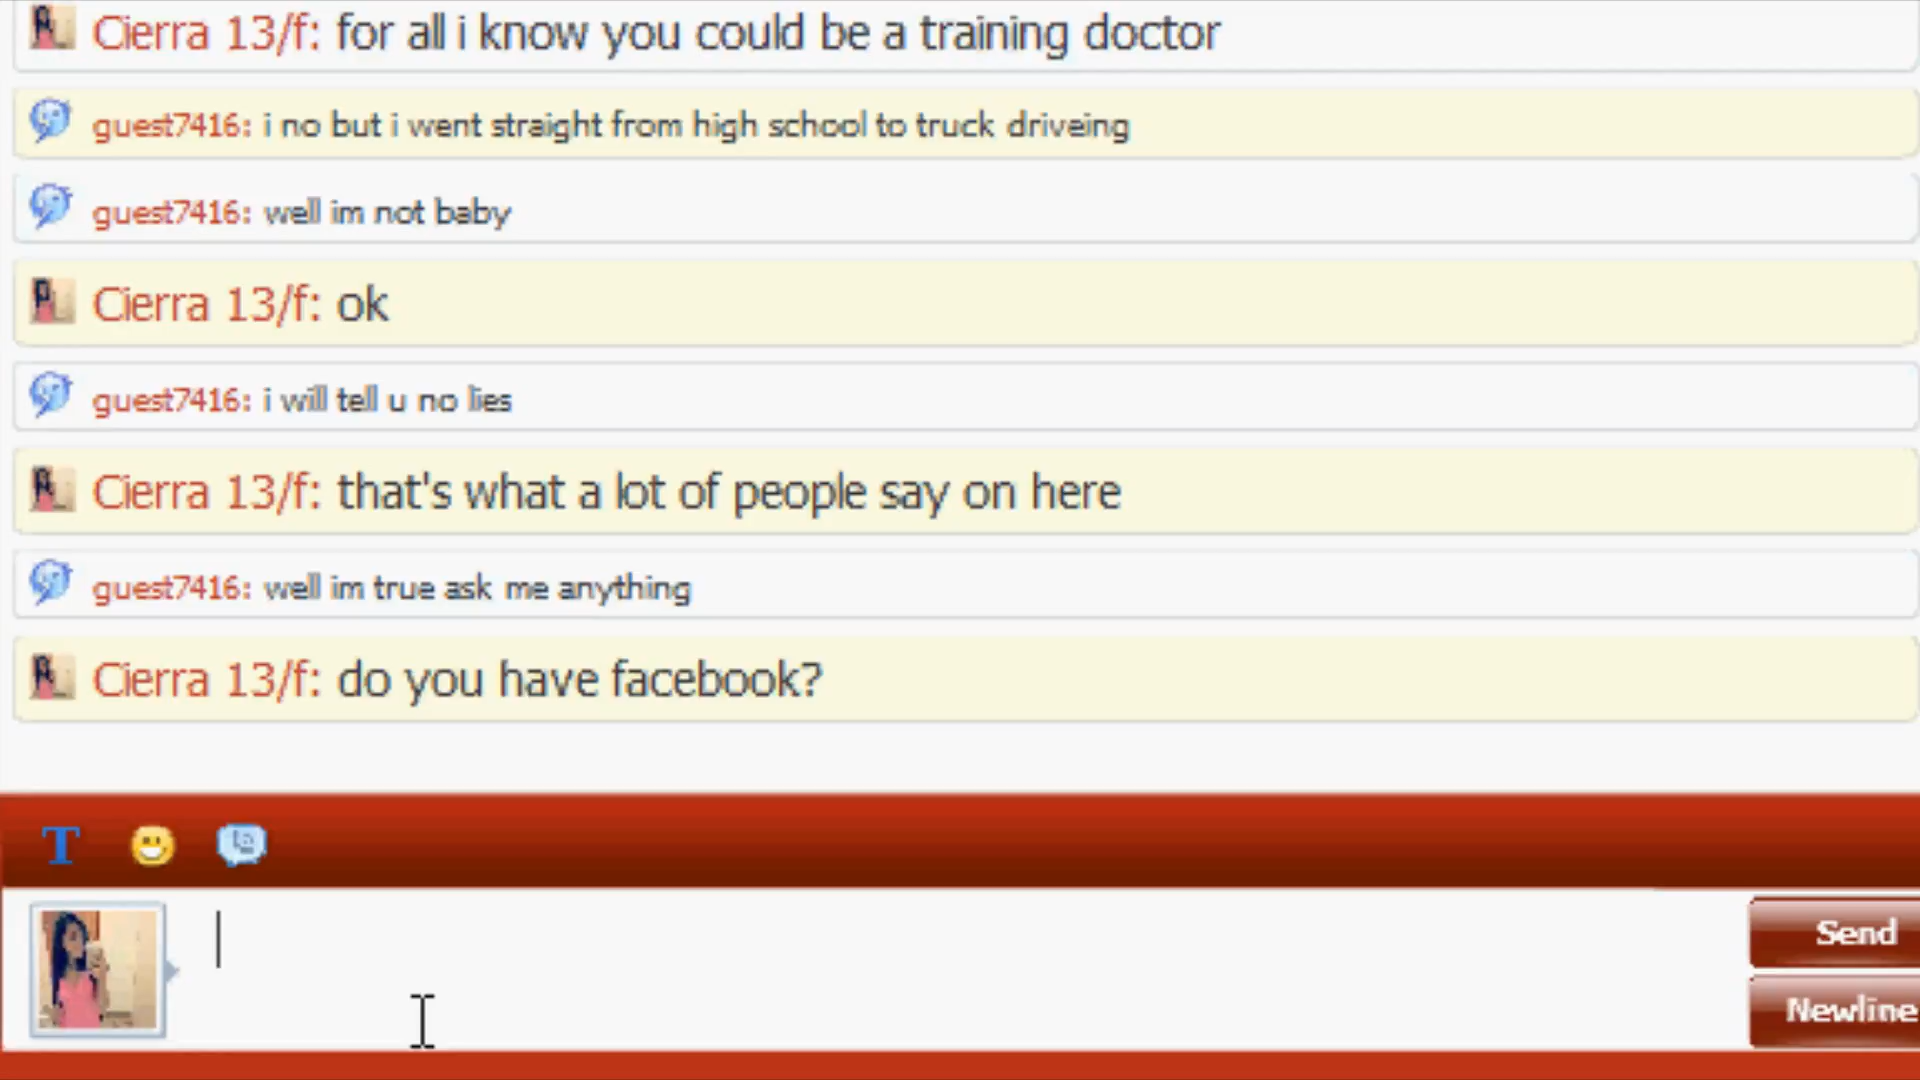 Cierra 13/f: for all i know you could be a training doctor
guest7416: i no but i went straight from high school to truck driveing
guest7416: well im not baby
Cierra 13/f: ok
guest7416: i will tell u no lies
Cierra 13/f: that's what a lot of people say on here
guest7416: well im true ask me anything
Cierra 13/f: do you have facebook?
T
Send
Newline